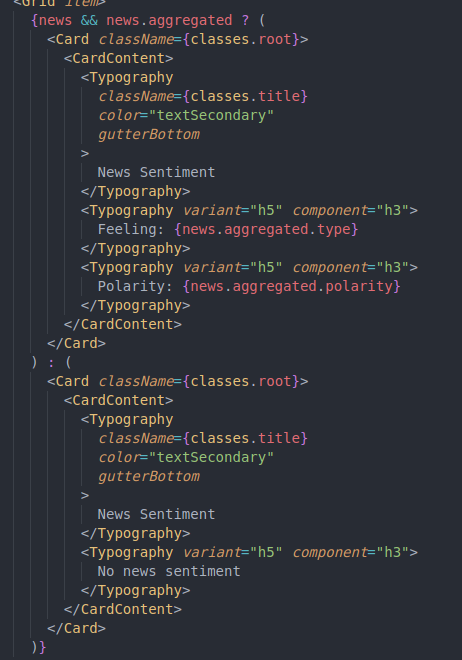 <Grid item>
{news && news.aggregated ? (
<Card className={classes.root}>
<CardContent>
<Typography
className={classes.title}
color="textSecondary"
gutterBottom
>
News Sentiment
</Typography>
<Typography variant="h5" component="h3">
Feeling: {news.aggregated.type}
</Typography>
<Typography variant="h5" component="h3">
Polarity: {news.aggregated.polarity}
</Typography>
</CardContent>
</Card>
) : (
<Card className={classes.root}>
<CardContent>
<Typography
className={classes.title}
color="textSecondary"
gutterBottom
>
News Sentiment
</Typography>
<Typography variant="h5" component="h3">
No news sentiment
</Typography>
</CardContent>
</Card>
)}